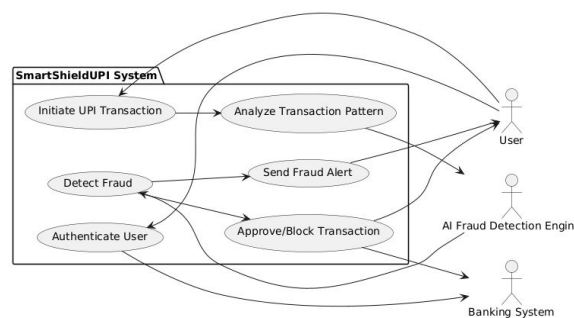 SmartShieldUPI System
Initiate UPI Transaction
Analyze Transaction Pattern
User
Detect Fraud
Send Fraud Alert
AI Fraud Detection Engin
Authenticate User
Approve/Block Transaction
Banking System